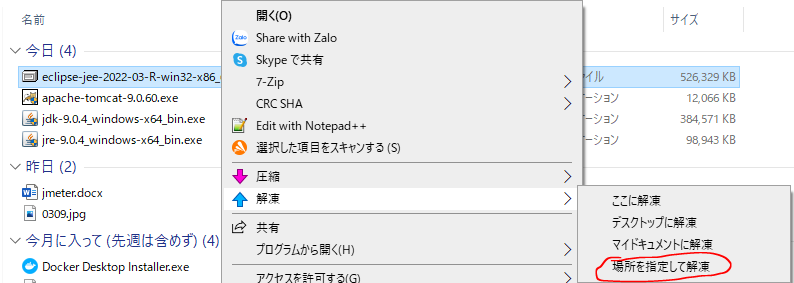 名前
サイズ
今日 (4)
eclipse-jee-2022-03-R-win32-x86_
ァイル
526,329 KB
apache-tomcat-9.0.60.exe
ーション
12,066 KB
jdk-9.0.4_windows-x64_bin.exe
ーション
384,571 KB
jre-9.0.4_windows-x64_bin.exe
ーション
98,943 KB
昨日 (2)
jmeter.docx
0309.jpg
今月に入って (先週は含めず) (4)
Docker Desktop Installer.exe
開く(O)
Zalo
Share with Zalo
Skype で共有
7-Zip
CRC SHA
Edit with Notepad++
選択した項目をスキャンする (S)
圧縮
解凍
共有
プログラムから開く(H)
アクセスを許可する(G)
ここに解凍
デスクトップに解凍
マイドキュメントに解凍
場所を指定して解凍